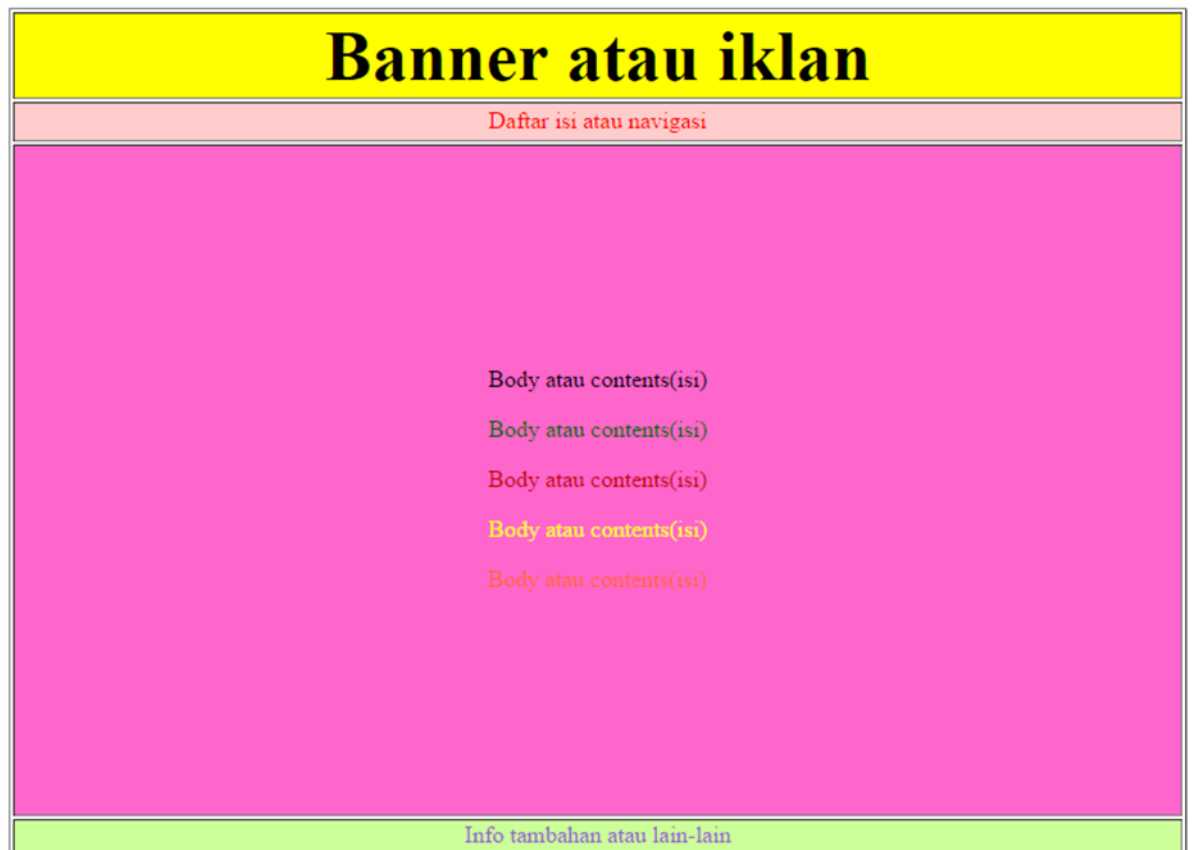 Banner atau iklan
Daftar isi atau navigasi
Body atau contents(isi)
Body atau contents(isi)
Body atau contents(isi)
Body atau contents(isi)
Body atau contents(isi)
Info tambahan atau lain-lain